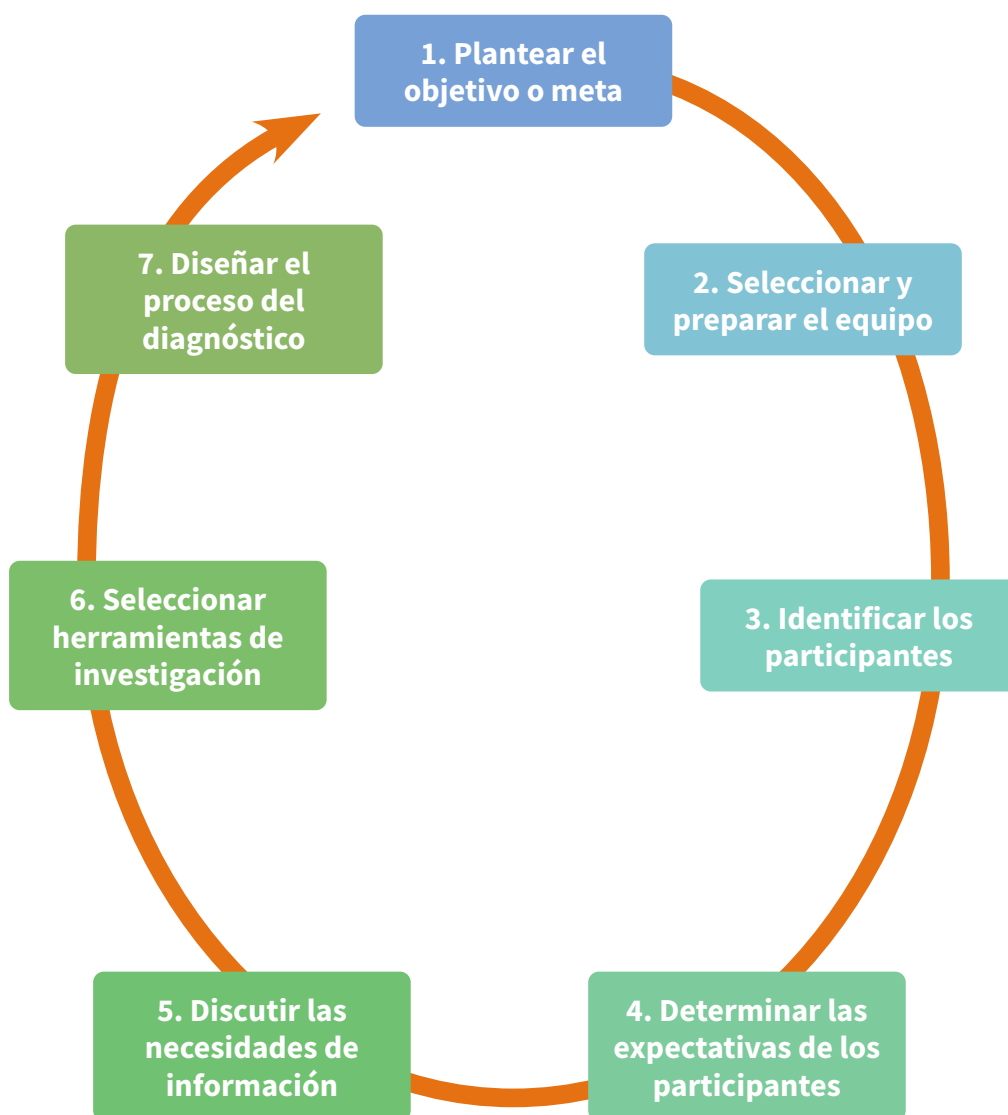 1. Plantear el
objetivo o meta
2. Seleccionar y
preparar el equipo
3. Identificar los
participantes
4. Determinar las
expectativas de los
participantes
5. Discutir las
necesidades de
información
6. Seleccionar
herramientas de
investigación
7. Diseñar el
proceso del
diagnóstico